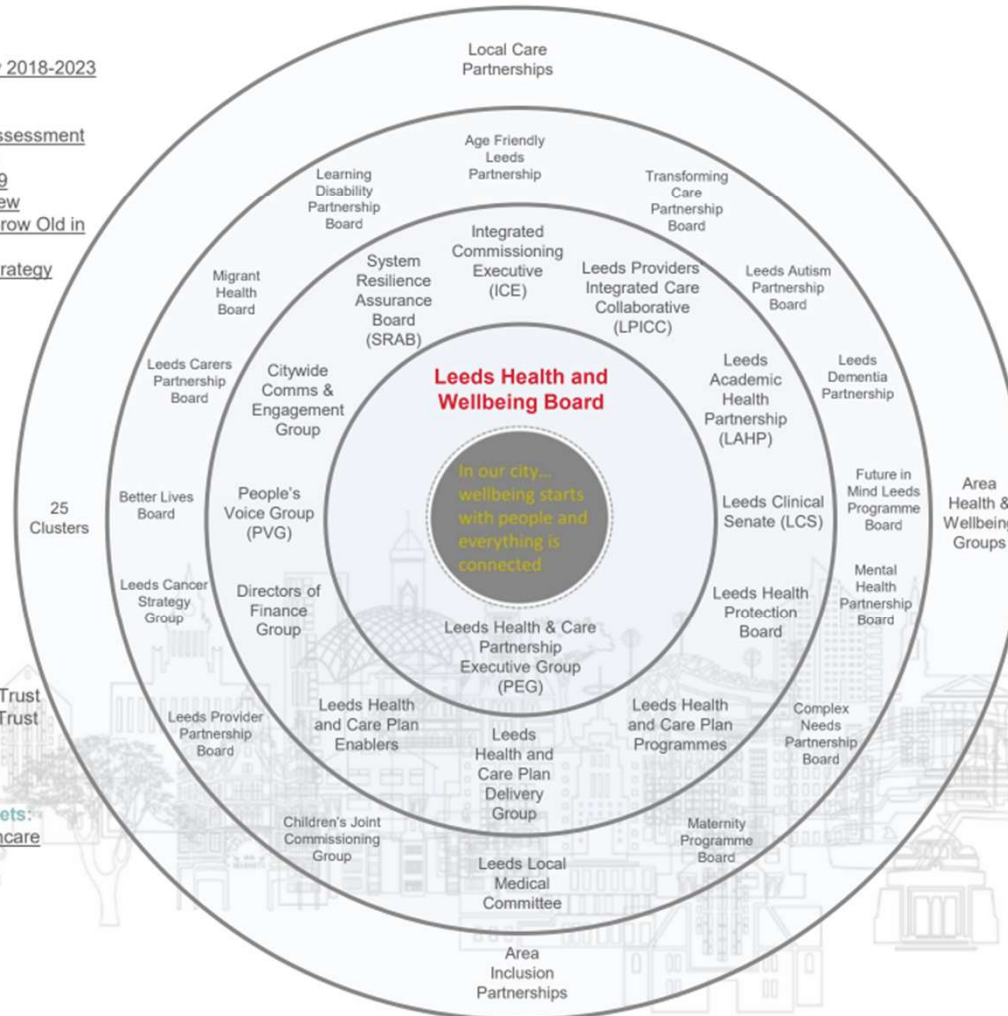 2018-2023
ssessment
9
ew
row Old in
rategy
Trust
Trust
ets:
hcare
Local Care
Partnerships
Age Friendly
Leeds
Partnership
Learning
Disability
Partnership
Board
Transforming
Care
Partnership
Board
Migrant
Health
Board
Leeds Autism
Partnership
Board
Leeds Carers
Partnership
Board
Leeds
Dementia
Partnership
Better Lives
Board
Future in
Mind Leeds
Programme
Board
Leeds Cancer
Strategy
Group
Mental
Health
Partnership
Board
Leeds Provider
Partnership
Board
Complex
Needs
Partnership
Board
Children's Joint
Commissioning
Group
Maternity
Programme
Board
Leeds Local
Medical
Committee
Integrated
Commissioning
Executive
(ICE)
System
Resilience
Assurance
Board
(SRAB)
Leeds Providers
Integrated Care
Collaborative
(LPICC)
Citywide
Comms &
Engagement
Group
Leeds
Academic
Health
Partnership
(LAHP)
People's
Voice Group
(PVG)
Leeds Clinical
Senate (LCS)
Directors of
Finance
Group
Leeds Health
Protection
Board
Leeds Health
and Care Plan
Enablers
Leeds
Health and
Care Plan
Delivery
Group
Leeds Health
and Care Plan
Programmes
Leeds Health and
Wellbeing Board
In our city...
wellbeing starts
with people and
everything is
connected
Leeds Health & Care
Partnership
Executive Group
(PEG)
25
Clusters
Area
Health &
Wellbeing
Groups
Area
Inclusion
Partnerships